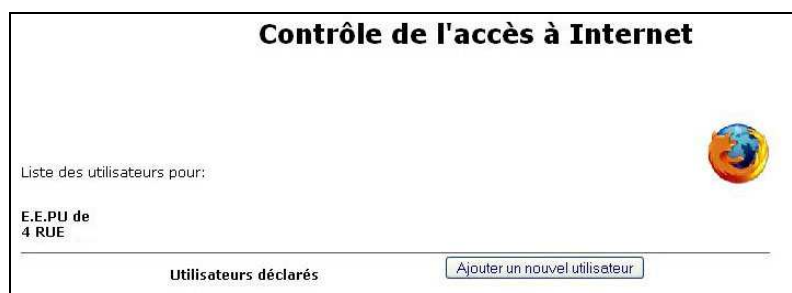 Contrôle de l'accès à Internet
Liste des utilisateurs pour:
E.E.PU de
4 RUE
Utilisateurs déclarés
Ajouter un nouvel utilisateur